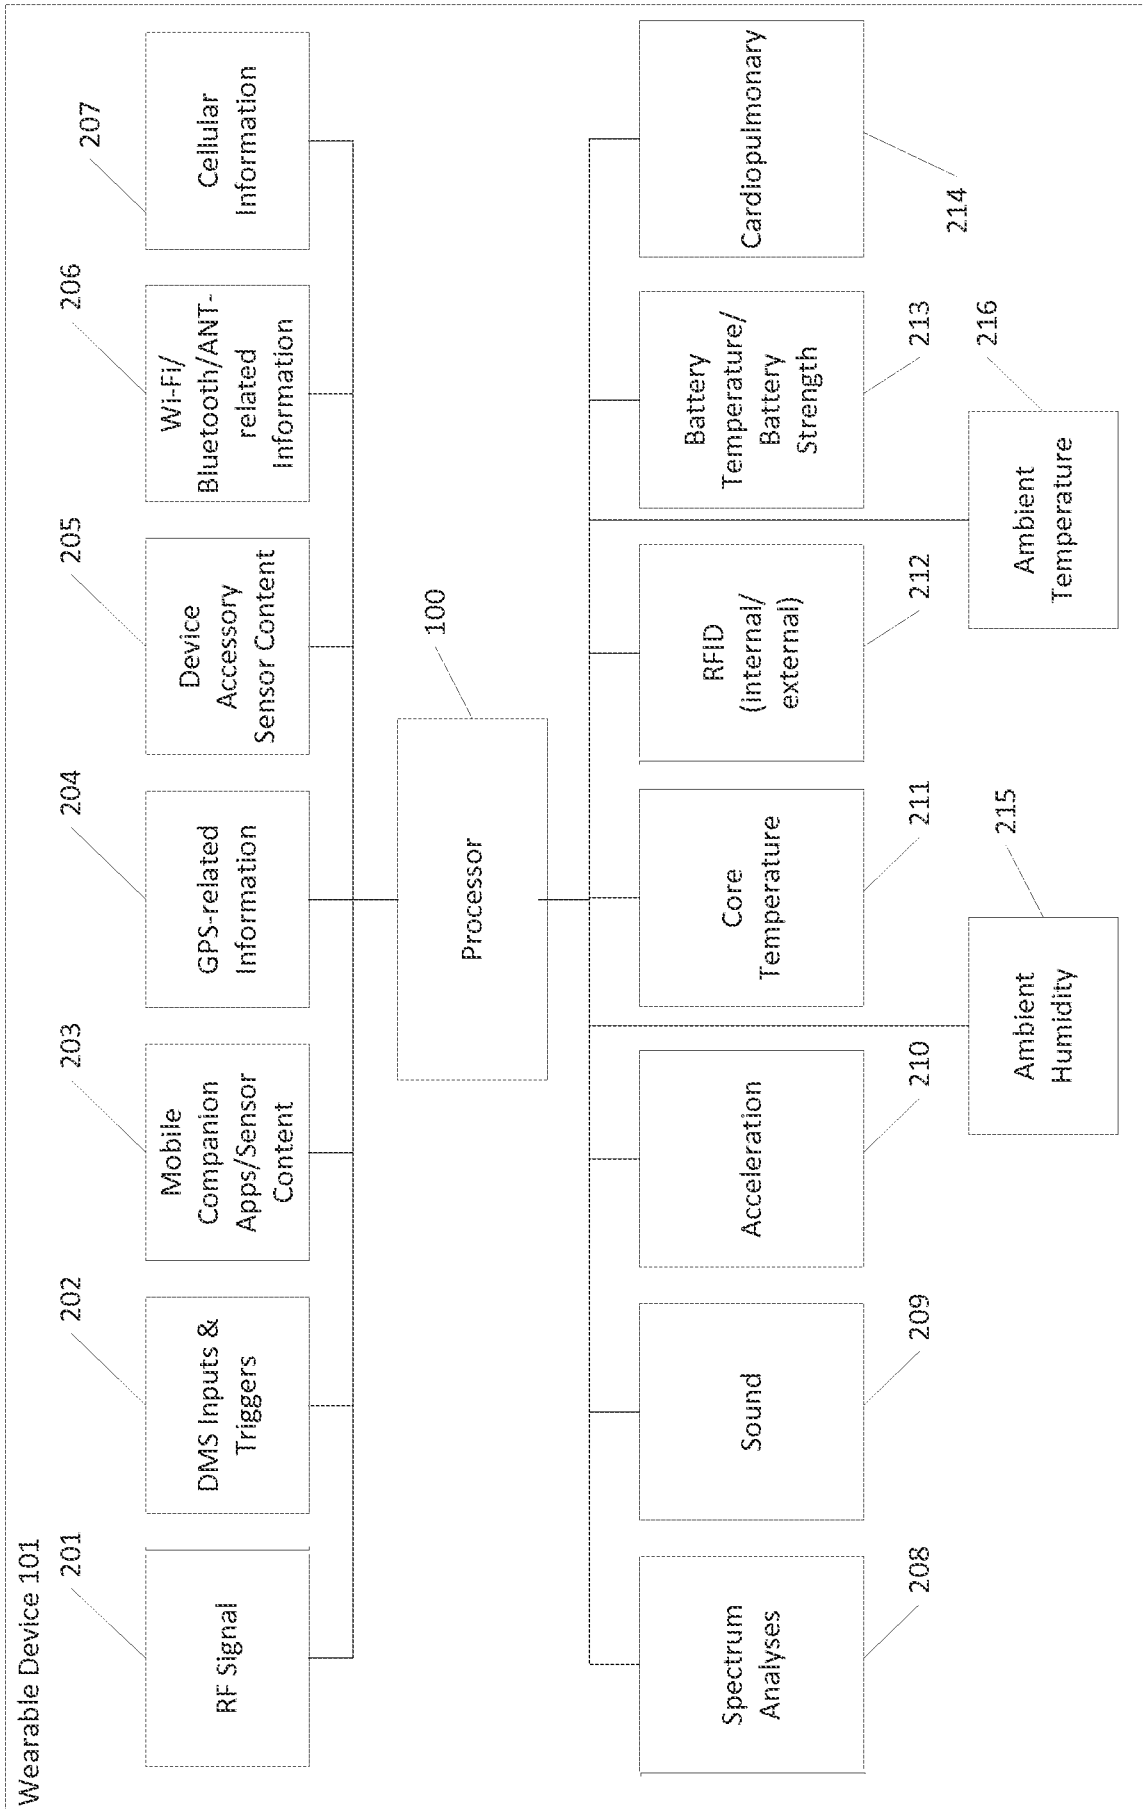 Wearable Device 101
201
202
203
204
205
206
207
RF Signal
DMS Inputs &
Triggers
Mobile
Companion
Apps/Sensor
Content
GPS-related
Information
Device
Accessory
Sensor Content
Wi-Fi/
Bluetooth/ANT-
related
Information
Cellular
Information
100
Processor
Spectrum
Analyses
Sound
Acceleration
Core
Temperature
RFID
(internal/
external)
Battery
Temperature/
Battery
Strength
Cardiopulmonary
208
209
210
211
212
213
214
215
216
Ambient
Humidity
Ambient
Temperature